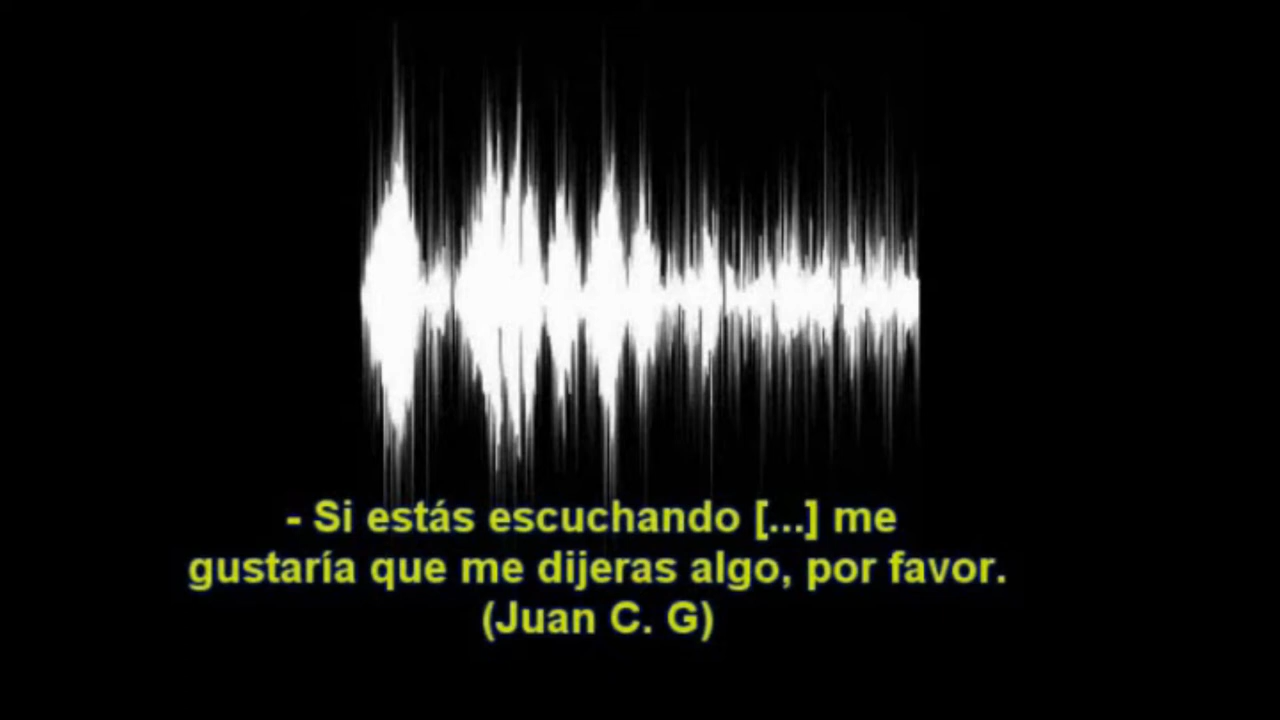 - Si estás escuchando [...] me
gustaría que me dijeras algo, por favor.
(Juan C. G)